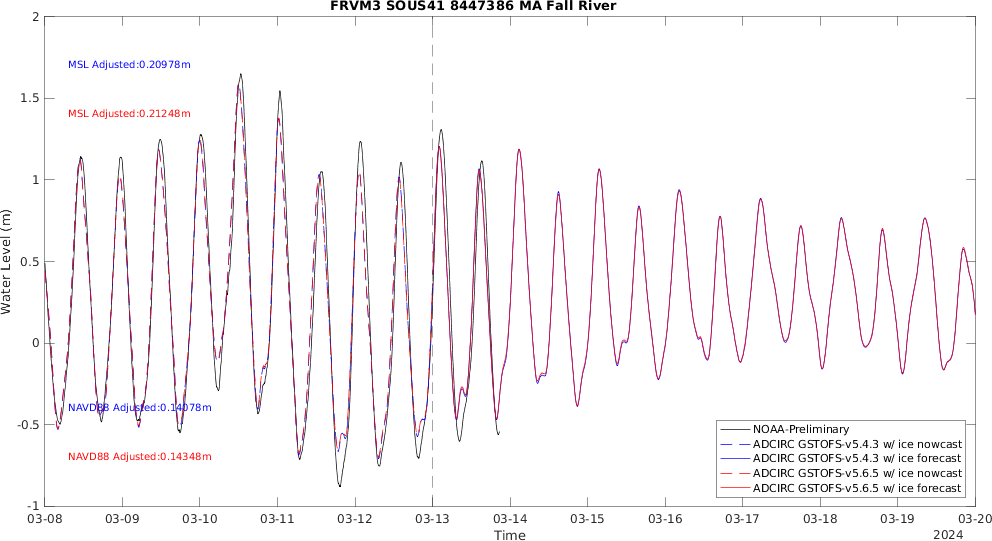 FRVM3 SOUS41 8447386 MA Fall River
2
1.5
1
0.5
0
-0.5
-1
Water Level (m)
MSL Adjusted:0.20978m
MSL Adjusted:0.21248m
NAVD88 Adjusted:0.14078m
NAVD88 Adjusted:0.14348m
NOAA-Preliminary
ADCIRC GSTOFS-v5.4.3 w/ ice nowcast
ADCIRC GSTOFS-v5.4.3 w/ ice forecast
ADCIRC GSTOFS-v5.6.5 w/ ice nowcast
ADCIRC GSTOFS-v5.6.5 w/ ice forecast
03-08 03-09 03-10 03-11 03-12 03-13 03-14 03-15 03-16 03-17 03-18 03-19 03-20
Time
2024